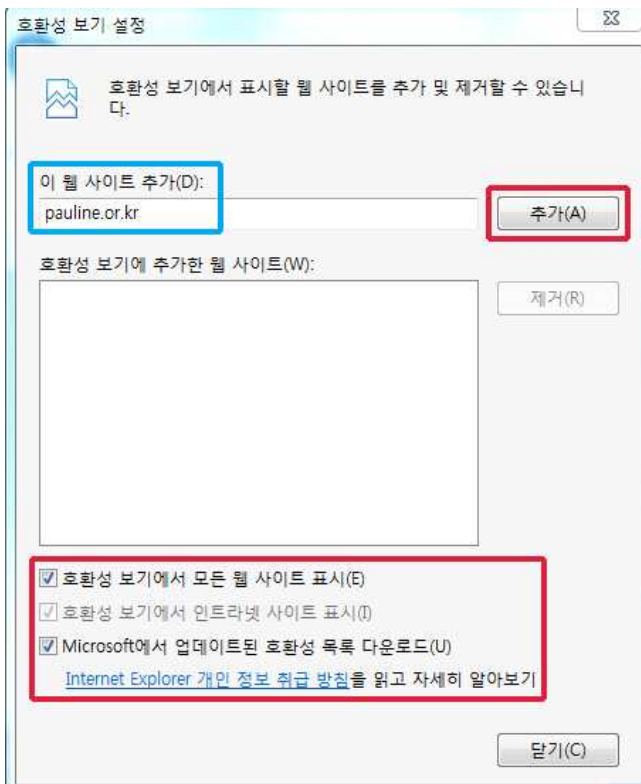 호환성 보기 설정
호환성 보기에서 표시할 웹 사이트를 추가 및 제거할 수 있습니
다.
이 웹 사이트 추가(D):
pauline.or.kr
추가(A)
호환성 보기에 추가한 웹 사이트(W):
제거(R)
호환성 보기에서 모든 웹 사이트 표시(E)
호환성 보기에서 인트라넷 사이트 표시(I)
Microsoft에서 업데이트된 호환성 목록 다운로드(U)
Internet Explorer 개인 정보 취급 방침을 읽고 자세히 알아보기
닫기(C)